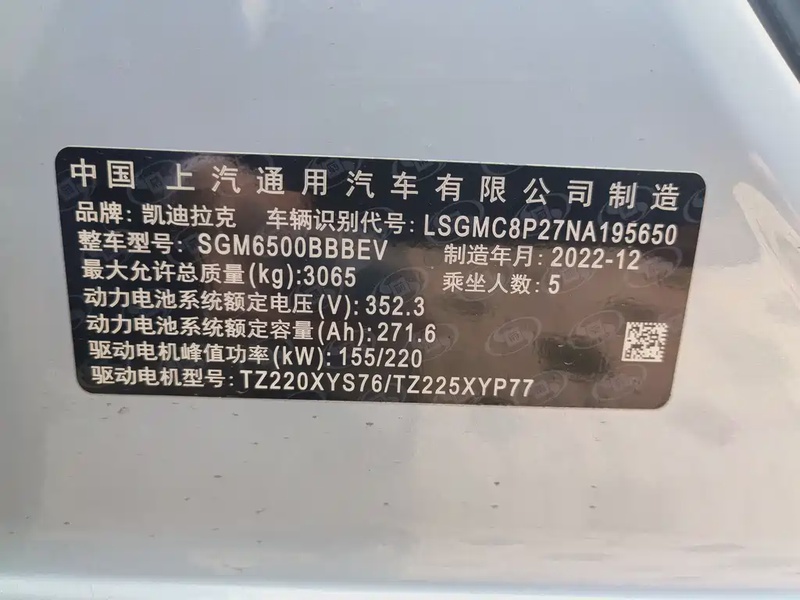 中国 上汽通用汽车有限公司制造
品牌: 凯迪拉克 车辆识别代号: LSGMC8P27NA195650
整车型号: SGM6500BBBEV 制造年月: 2022-12
最大允许总质量(kg):3065 乘坐人数: 5
动力电池系统额定电压(V): 352.3
动力电池系统额定容量(Ah):271.6
驱动电机峰值功率(kW): 155/220
驱动电机型号: TZ220XYS76/TZ225XYP77